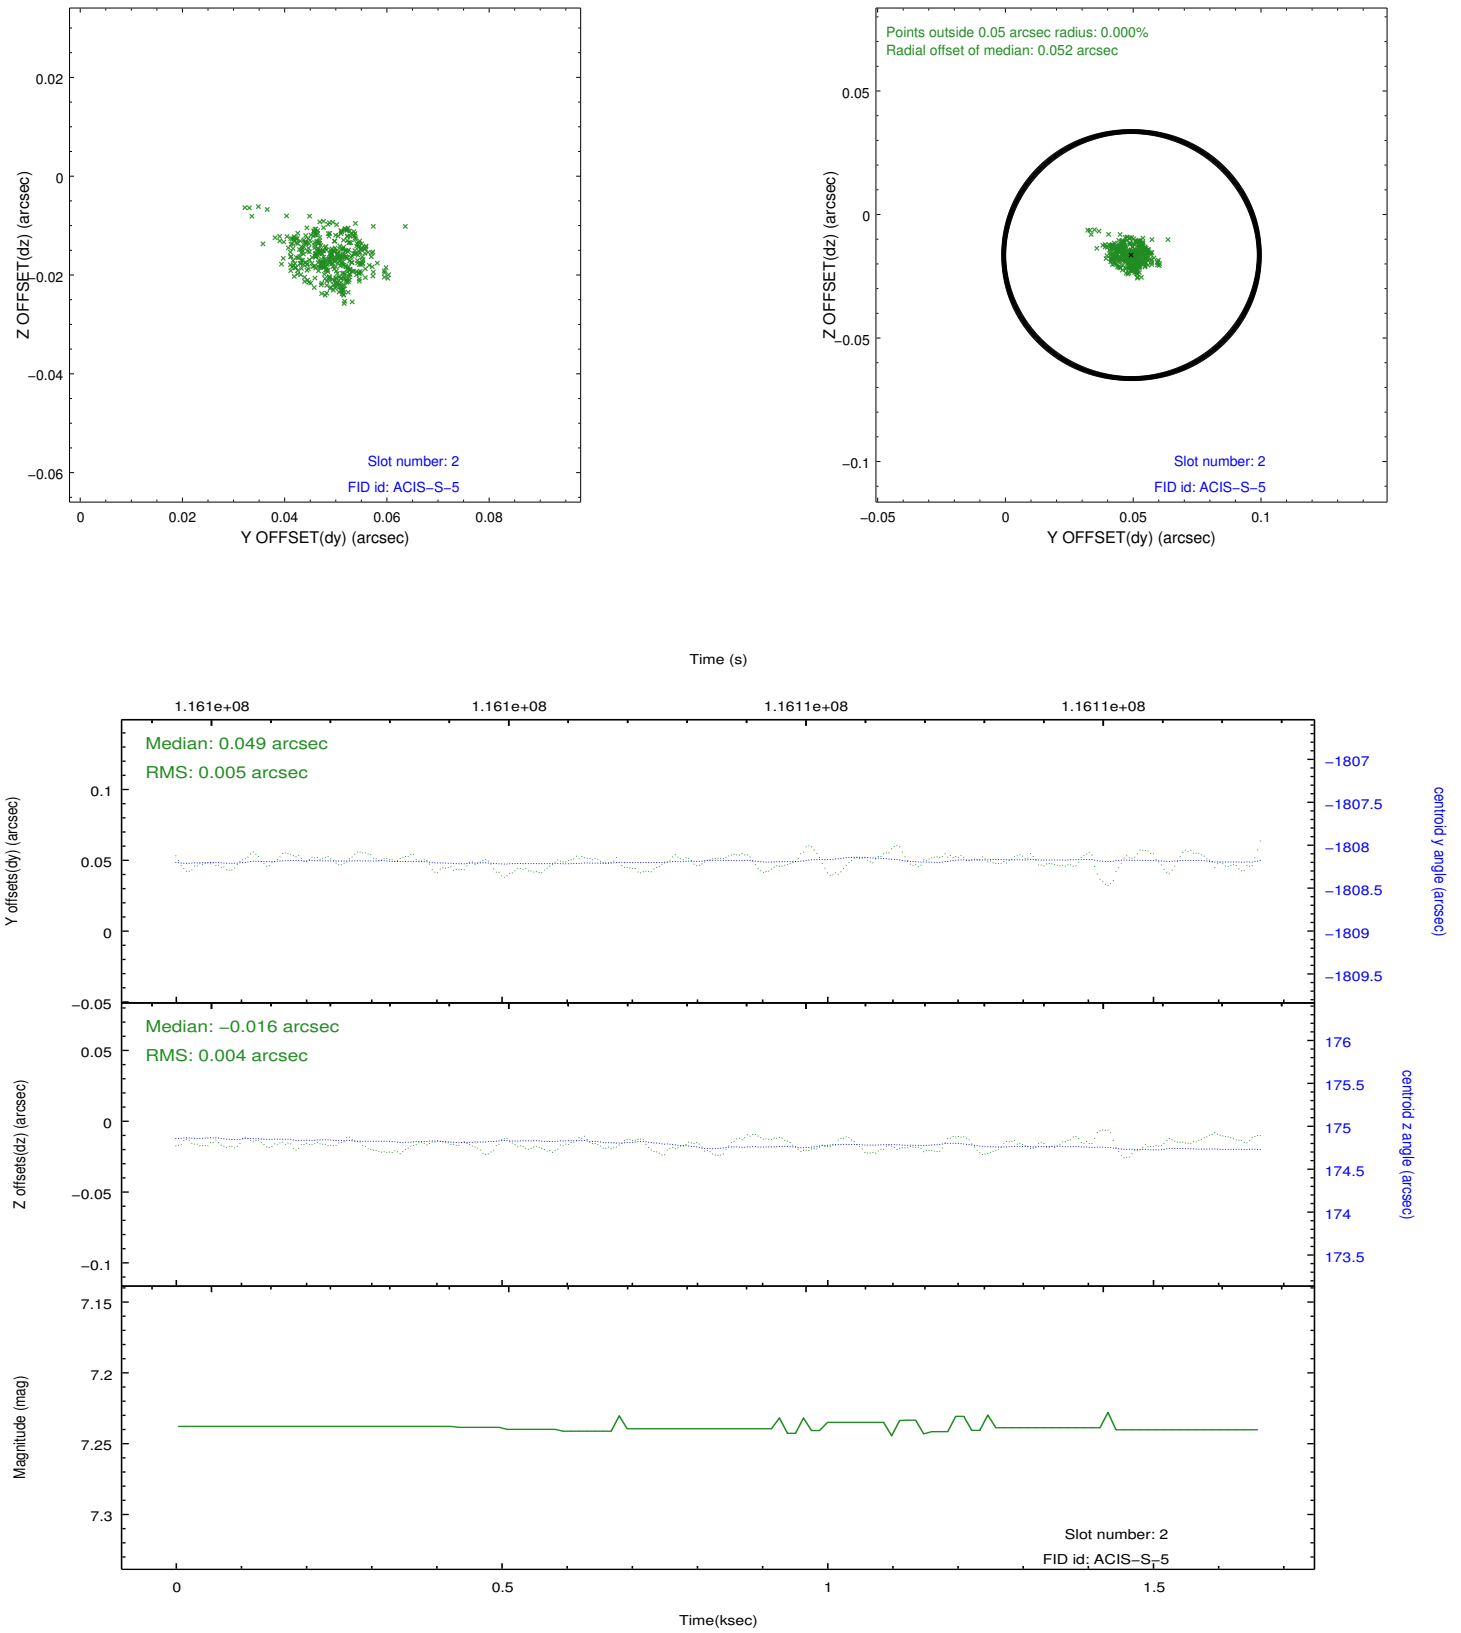 0.02
0
−0.02
−0.04
−0.06
Z OFFSET(dz) (arcsec)
Slot number: 2
FID id: ACIS−S−5
0
0.02
0.04
0.06
0.08
Y OFFSET(dy) (arcsec)
Points outside 0.05 arcsec radius: 0.000%
Radial offset of median: 0.052 arcsec
0.05
0
−0.05
−0.1
Z OFFSET(dz) (arcsec)
Slot number: 2
FID id: ACIS−S−5
−0.05
0
0.05
0.1
Y OFFSET(dy) (arcsec)
Time (s)
1.161e+08
1.161e+08
1.1611e+08
1.1611e+08
Median: 0.049 arcsec
RMS: 0.005 arcsec
0.1
0.05
0
−0.05
Y offsets(dy) (arcsec)
−1807
−1807.5
−1808
−1808.5
−1809
−1809.5
centroid y angle (arcsec)
Median: −0.016 arcsec
RMS: 0.004 arcsec
0.05
0
−0.05
−0.1
Z offsets(dz) (arcsec)
176
175.5
175
174.5
174
173.5
centroid z angle (arcsec)
7.15
7.2
7.25
7.3
Magnitude (mag)
Slot number: 2
FID id: ACIS−S−5
0
0.5
1
1.5
Time(ksec)